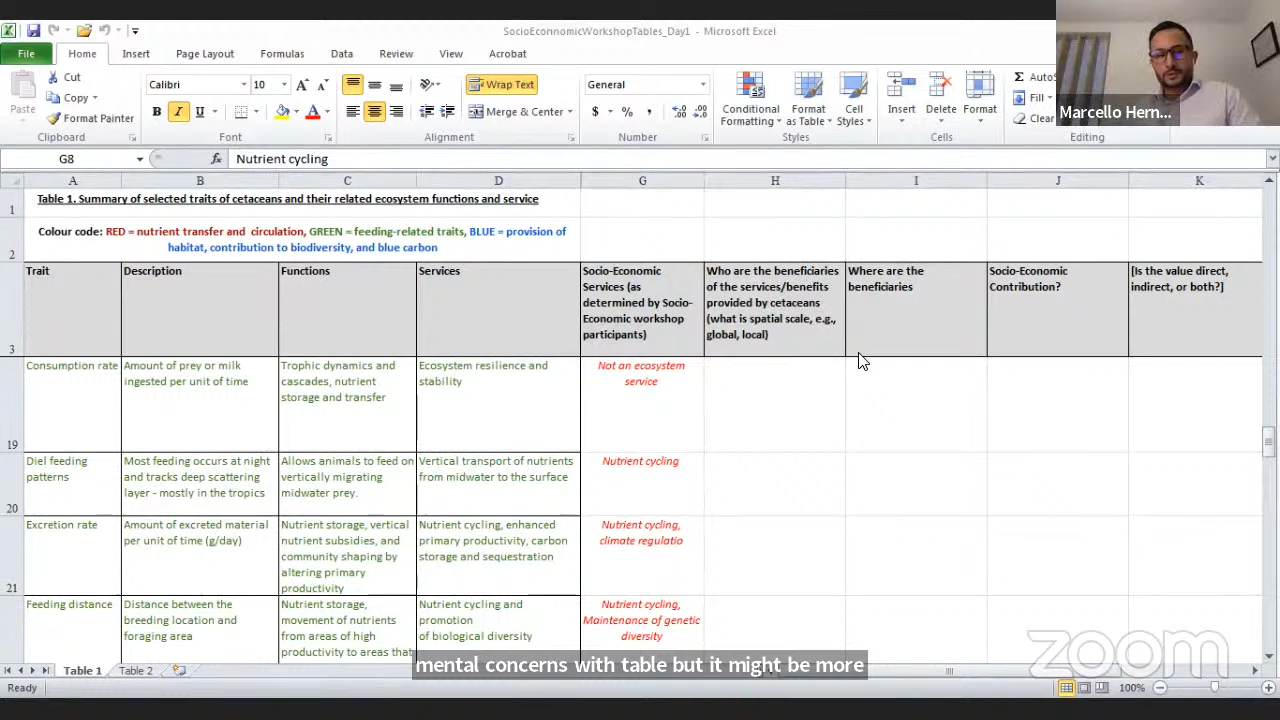 SocioEconnomicWorkshopTables_Day1 - Microsoft Excel
File Home Insert Page Layout Formulas Data Review View Acrobat
Paste
Cut
Copy
Format Painter
Clipboard
Calibri 10
B I U
Font
Wrap Text
Merge & Center
Alignment
General
$ %
Number
Conditional Formatting
Format as Table
Cell Styles
Styles
Insert Delete Format
Cells
Fill
Marcello Hern...
G8 fx Nutrient cycling
A B C D G H I J K
1 Table 1. Summary of selected traits of cetaceans and their related ecosystem functions and service
Colour code: RED = nutrient transfer and circulation, GREEN = feeding-related traits, BLUE = provision of
2 habitat, contribution to biodiversity, and blue carbon
Trait
Description
Functions
Services
Socio-Economic
Services (as
determined by Socio-
Economic workshop
participants)
Who are the beneficiaries
of the services/benefits
provided by cetaceans
(what is spatial scale, e.g.,
global, local)
Where are the
beneficiaries
Socio-Economic
Contribution?
[Is the value direct,
indirect, or both?]
3
Consumption rate
Amount of prey or milk
ingested per unit of time
Trophic dynamics and
cascades, nutrient
storage and transfer
Ecosystem resilience and
stability
Not an ecosystem
service
19
Diel feeding
patterns
Most feeding occurs at night
and tracks deep scattering
layer - mostly in the tropics
Allows animals to feed on
vertically migrating
midwater prey.
Vertical transport of nutrients
from midwater to the surface
Nutrient cycling
20
Excretion rate
Amount of excreted material
per unit of time (g/day)
Nutrient storage, vertical
nutrient subsidies, and
community shaping by
altering primary
productivity
Nutrient cycling, enhanced
primary productivity, carbon
storage and sequestration
Nutrient cycling,
climate regulatio
21
Feeding distance
Distance between the
breeding location and
foraging area
Nutrient storage,
movement of nutrients
from areas of high
productivity to areas that
Nutrient cycling and
promotion
of biological diversity
Nutrient cycling,
Maintenance of genetic
diversity
zoom
mental concerns with table but it might be more
Table 1 Table 2
Ready 100%